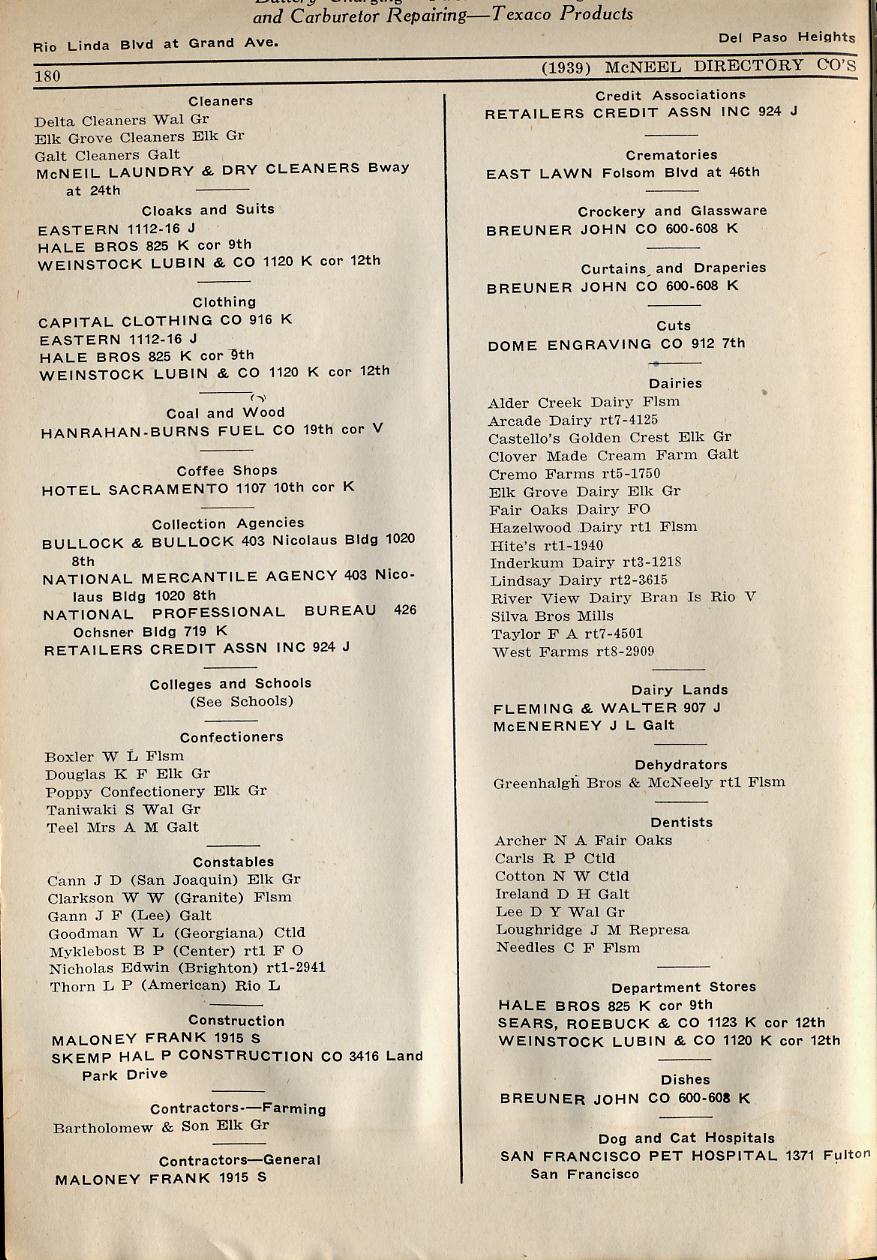 and Carburetor Repairing—Texaco Products
Rio Linda Blvd at Grand Ave.
Del Paso Heights
180
(1939) McNEEL DIRECTORY CO'S
Cleaners
Delta Cleaners Wal Gr
Elk Grove Cleaners Elk Gr
Galt Cleaners Galt
McNEIL LAUNDRY & DRY CLEANERS Bway
at 24th
Cloaks and Suits
EASTERN 1112-16 J
HALE BROS 825 K cor 9th
WEINSTOCK LUBIN & CO 1120 K cor 12th
Clothing
CAPITAL CLOTHING CO 916 K
EASTERN 1112-16 J
HALE BROS 825 K cor 9th
WEINSTOCK LUBIN & CO 1120 K cor 12th
Coal and Wood
HANRAHAN-BURNS FUEL CO 19th cor V
Coffee Shops
HOTEL SACRAMENTO 1107 10th cor K
Collection Agencies
BULLOCK & BULLOCK 403 Nicolaus Bldg 1020
8th
NATIONAL MERCANTILE AGENCY 403 Nico-
laus Bldg 1020 8th
NATIONAL PROFESSIONAL BUREAU 426
Ochsner Bldg 719 K
RETAILERS CREDIT ASSN INC 924 J
Colleges and Schools
(See Schools)
Confectioners
Boxler W L Flsm
Douglas K F Elk Gr
Poppy Confectionery Elk Gr
Taniwaki S Wal Gr
Teel Mrs A M Galt
Constables
Cann J D (San Joaquin) Elk Gr
Clarkson W W (Granite) Flsm
Gann J F (Lee) Galt
Goodman W L (Georgiana) Ctld
Myklebost B P (Center) rt1 F O
Nicholas Edwin (Brighton) rt1-2941
Thorn L P (American) Rio L
Construction
MALONEY FRANK 1915 S
SKEMP HAL P CONSTRUCTION CO 3416 Land
Park Drive
Contractors-—Farming
Bartholomew & Son Elk Gr
Contractors—General
MALONEY FRANK 1915 S
Credit Associations
RETAILERS CREDIT ASSN INC 924 J
Crematories
EAST LAWN Folsom Blvd at 46th
Crockery and Glassware
BREUNER JOHN CO 600-608 K
Curtains and Draperies
BREUNER JOHN CO 600-608 K
Cuts
DOME ENGRAVING CO 912 7th
Dairies
Alder Creek Dairy Flsm
Arcade Dairy rt7-4125
Castello's Golden Crest Elk Gr
Clover Made Cream Farm Galt
Cremo Farms rt5-1750
Elk Grove Dairy Elk Gr
Fair Oaks Dairy FO
Hazelwood Dairy rt1 Flsm
Hite's rt1-1940
Inderkum Dairy rt3-1218
Lindsay Dairy rt2-3615
River View Dairy Bran Is Rio V
Silva Bros Mills
Taylor F A rt7-4501
West Farms rt8-2909
Dairy Lands
FLEMING & WALTER 907 J
McENERNEY J L Galt
Dehydrators
Greenhalgh Bros & McNeely rt1 Flsm
Dentists
Archer N A Fair Oaks
Carls R P Ctld
Cotton N W Ctld
Ireland D H Galt
Lee D Y Wal Gr
Loughridge J M Represa
Needles C F Flsm
Department Stores
HALE BROS 825 K cor 9th
SEARS, ROEBUCK & CO 1123 K cor 12th
WEINSTOCK LUBIN & CO 1120 K cor 12th
Dishes
BREUNER JOHN CO 600-608 K
Dog and Cat Hospitals
SAN FRANCISCO PET HOSPITAL 1371 Fulton
San Francisco